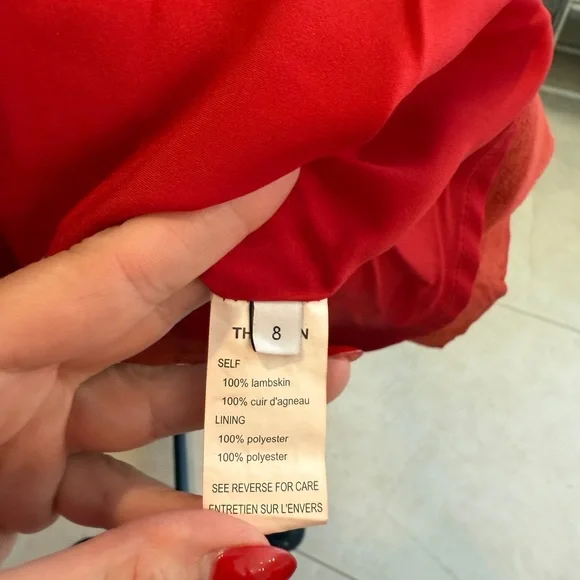 8
SELF
100% lambskin
100% cuir d'agneau
LINING
100% polyester
100% polyester
SEE REVERSE FOR CARE
ENTRETIEN SUR L'ENVERS